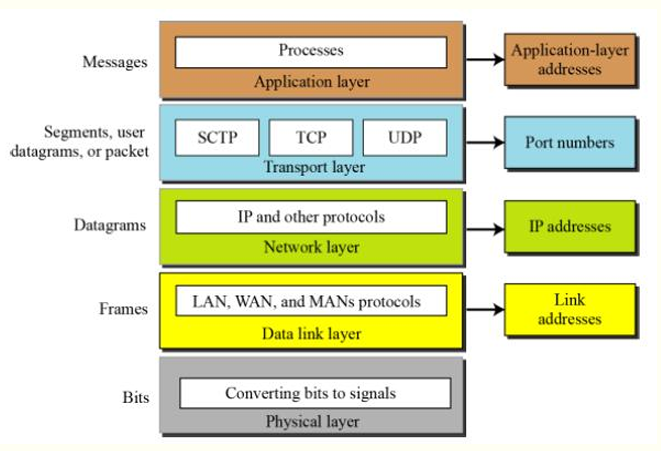 Messages
Processes
Application layer
Application-layer
addresses
Segments, user
datagrams, or packet
SCTP
TCP
UDP
Transport layer
Port numbers
Datagrams
IP and other protocols
Network layer
IP addresses
Frames
LAN, WAN, and MANs protocols
Data link layer
Link
addresses
Bits
Converting bits to signals
Physical layer